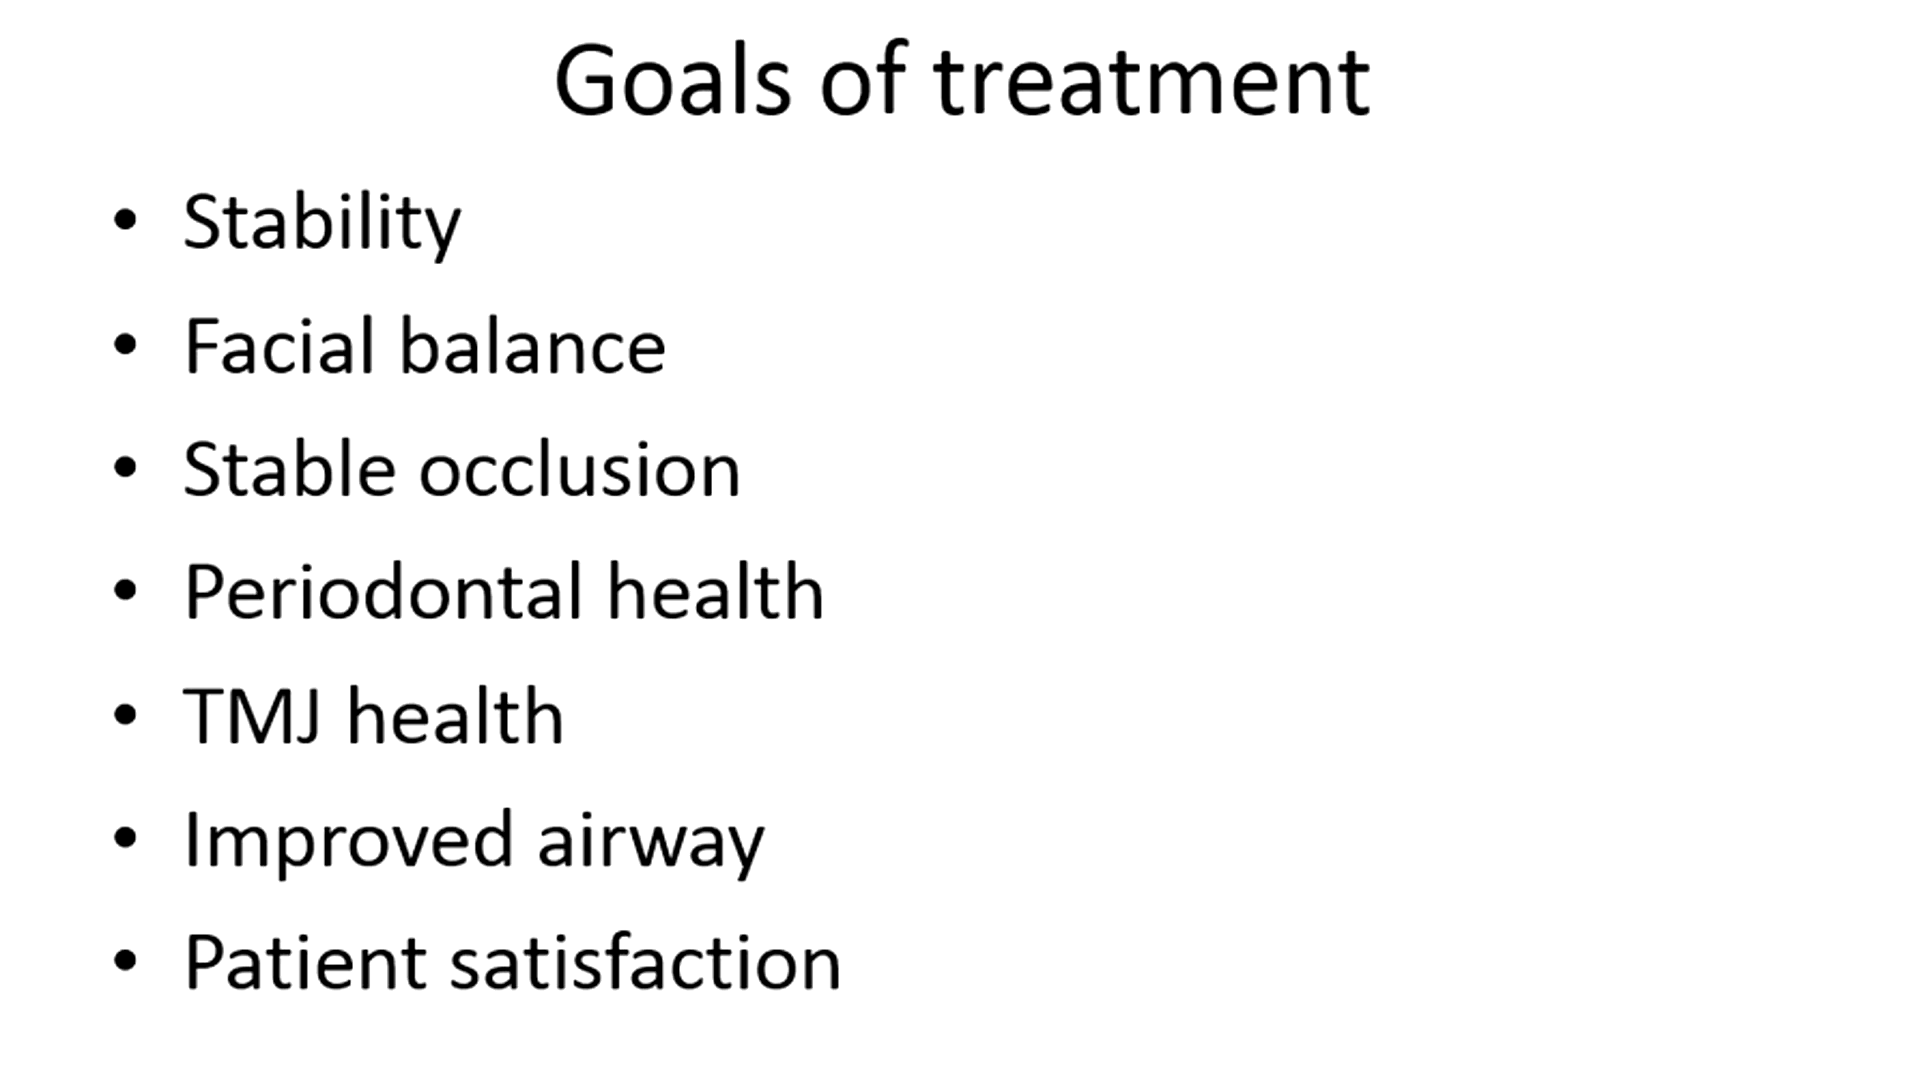 Goals of treatment
• Stability
• Facial balance
• Stable occlusion
• Periodontal health
• TMJ health
• Improved airway
• Patient satisfaction